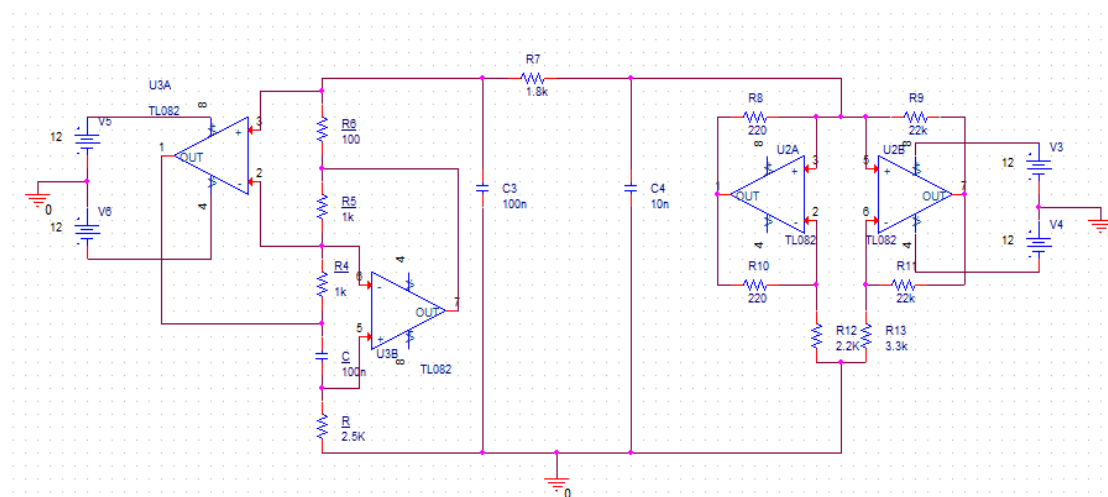 R7
1.8k
U3A
TL082
8
V5
12
3
+
1
OUT
2
-
4
0
V6
12
R6
100
R5
1k
R4
1k
C
100n
R
2.5K
6
-
4
OUT
7
5
+
U3B
8
TL082
C3
100n
C4
10n
0
R8
220
R9
22k
U2A
8
3
+
1
OUT
2
-
4
TL082
U2B
8
5
+
OUT
7
6
-
4
TL082
V3
12
V4
12
0
R10
220
R11
22k
R12
2.2K
R13
3.3k